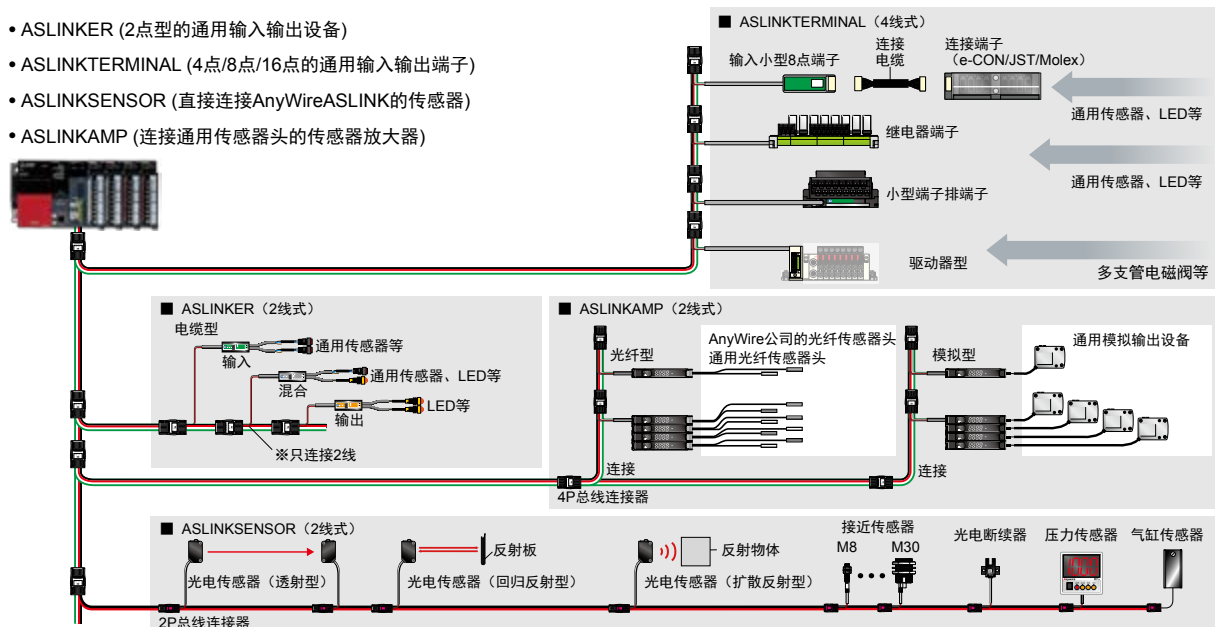 • ASLINKER (2点型的通用输入输出设备)
• ASLINKTERMINAL (4点/8点/16点的通用输入输出端子)
• ASLINKSENSOR (直接连接AnyWireASLINK的传感器)
• ASLINKAMP (连接通用传感器头的传感器放大器)
■ ASLINKTERMINAL（4线式）
输入小型8点端子
连接
电缆
连接端子
（e-CON/JST/Molex）
通用传感器、LED等
继电器端子
通用传感器、LED等
小型端子排端子
驱动器型
多支管电磁阀等
■ ASLINKER（2线式）
电缆型
输入
通用传感器等
混合
通用传感器、LED等
输出
LED等
※只连接2线
■ ASLINKAMP（2线式）
光纤型
AnyWire公司的光纤传感器头
通用光纤传感器头
模拟型
通用模拟输出设备
连接
连接
4P总线连接器
■ ASLINKSENSOR（2线式）
光电传感器（透射型）
反射板
光电传感器（回归反射型）
反射物体
光电传感器（扩散反射型）
接近传感器
M8
M30
光电断续器
压力传感器
气缸传感器
2P总线连接器